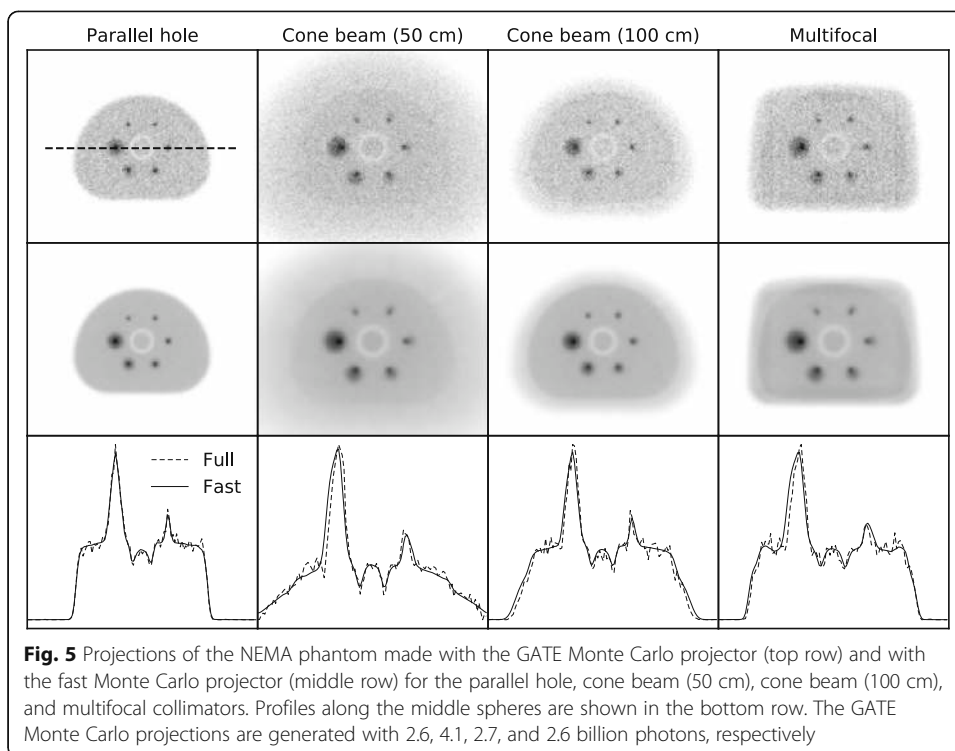 Parallel hole
Cone beam (50 cm)
Cone beam (100 cm)
Multifocal
Full
Fast
Fig. 5 Projections of the NEMA phantom made with the GATE Monte Carlo projector (top row) and with
the fast Monte Carlo projector (middle row) for the parallel hole, cone beam (50 cm), cone beam (100 cm),
and multifocal collimators. Profiles along the middle spheres are shown in the bottom row. The GATE
Monte Carlo projections are generated with 2.6, 4.1, 2.7, and 2.6 billion photons, respectively